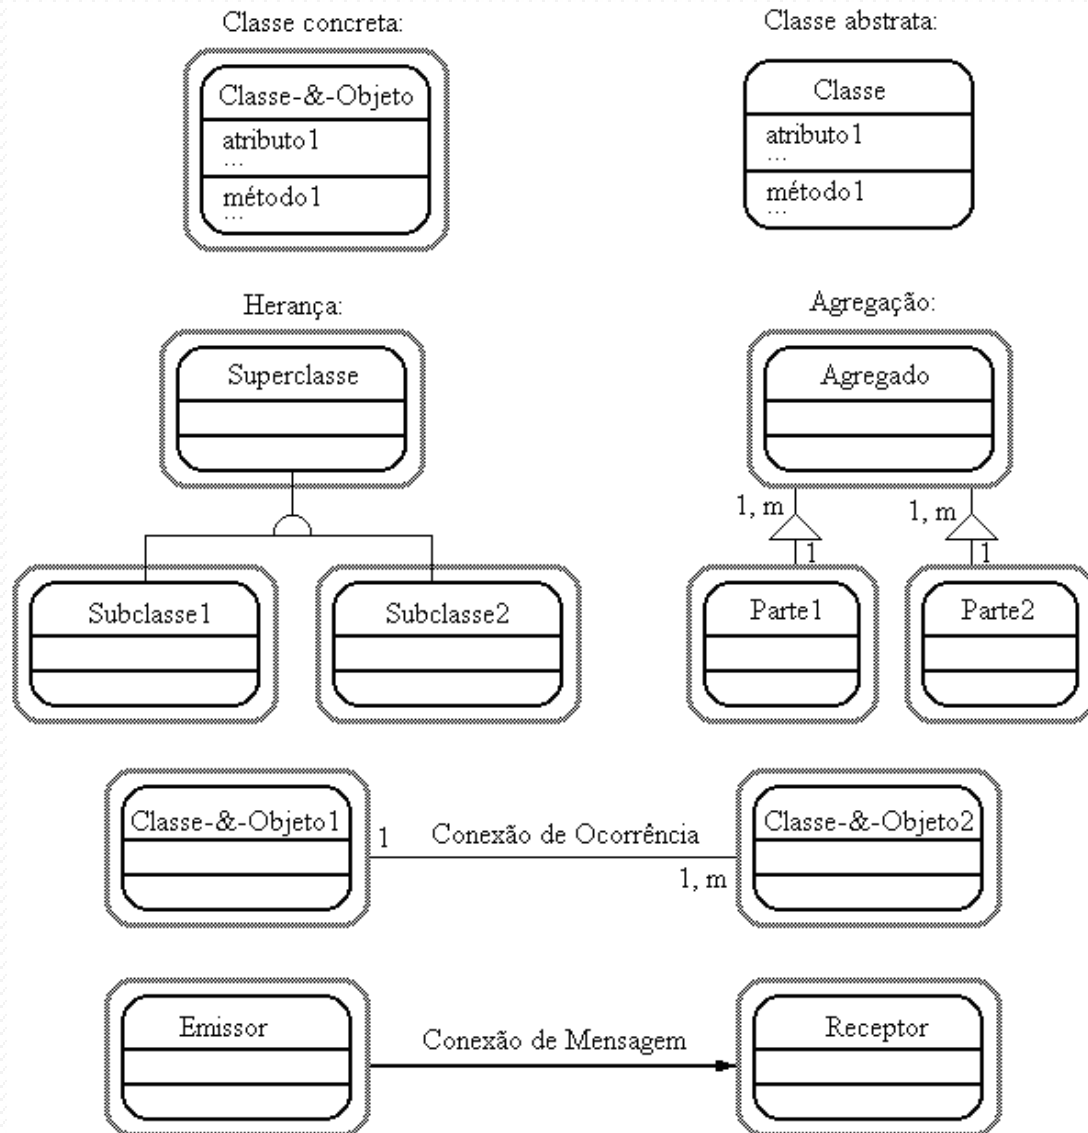 Classe concreta:
Classe abstrata:
Classe-&-Objeto
atributo1
...
método1
...
Classe
atributo1
...
método1
...
Herança:
Agregação:
Superclasse
Agregado
1, m
1, m
1
1
Subclasse1
Subclasse2
Parte1
Parte2
Classe-&-Objeto1
1
Conexão de Ocorrência
1, m
Classe-&-Objeto2
Emissor
Conexão de Mensagem
Receptor